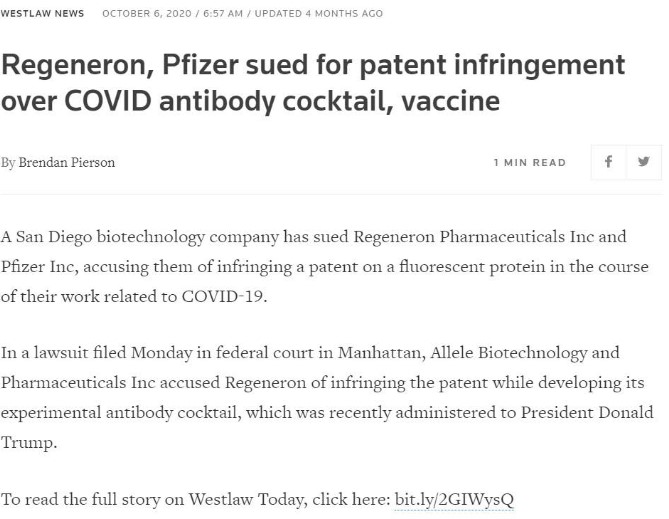 WESTLAW NEWS OCTOBER 6, 2020 / 6:57 AM / UPDATED 4 MONTHS AGO
Regeneron, Pfizer sued for patent infringement
over COVID antibody cocktail, vaccine
By Brendan Pierson 1 MIN READ
A San Diego biotechnology company has sued Regeneron Pharmaceuticals Inc and
Pfizer Inc, accusing them of infringing a patent on a fluorescent protein in the course
of their work related to COVID-19.
In a lawsuit filed Monday in federal court in Manhattan, Allele Biotechnology and
Pharmaceuticals Inc accused Regeneron of infringing the patent while developing its
experimental antibody cocktail, which was recently administered to President Donald
Trump.
To read the full story on Westlaw Today, click here: bit.ly/2GIWysQ